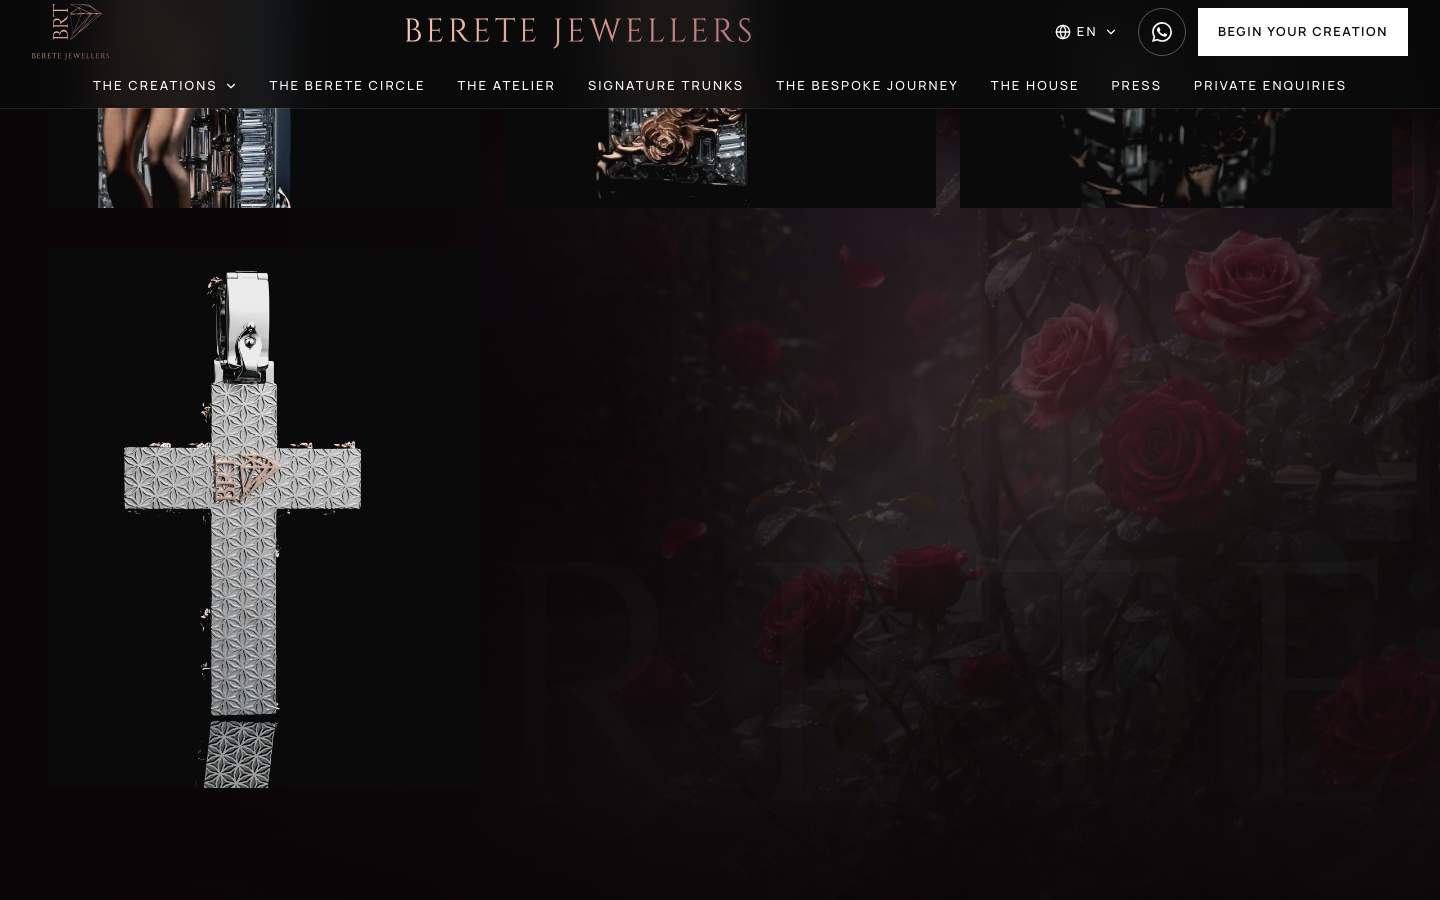 BRT
BERETE JEWELLERS
BERETE JEWELLERS
EN
BEGIN YOUR CREATION
THE CREATIONS
THE BERETE CIRCLE
THE ATELIER
SIGNATURE TRUNKS
THE BESPOKE JOURNEY
THE HOUSE
PRESS
PRIVATE ENQUIRIES
BRT